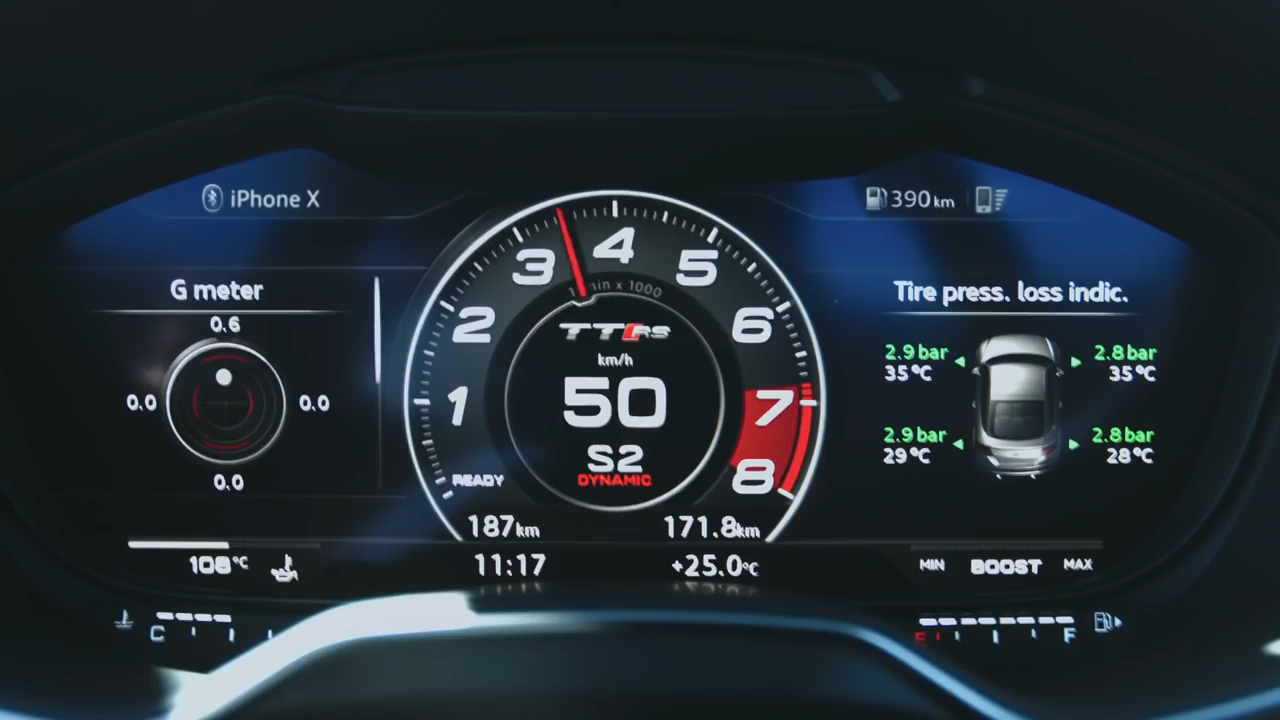 iPhone X
390 km
G meter
0.6
0.0
0.0
0.0
108 °C
C
1
2
3
4
5
6
7
8
1/min x 1000
TT RS
km/h
50
S2
DYNAMIC
READY
187 km
171.8 km
11:17
+25.0 °C
Tire press. loss indic.
2.9 bar
35 °C
2.8 bar
35 °C
2.9 bar
29 °C
2.8 bar
28 °C
MIN BOOST MAX
E
F